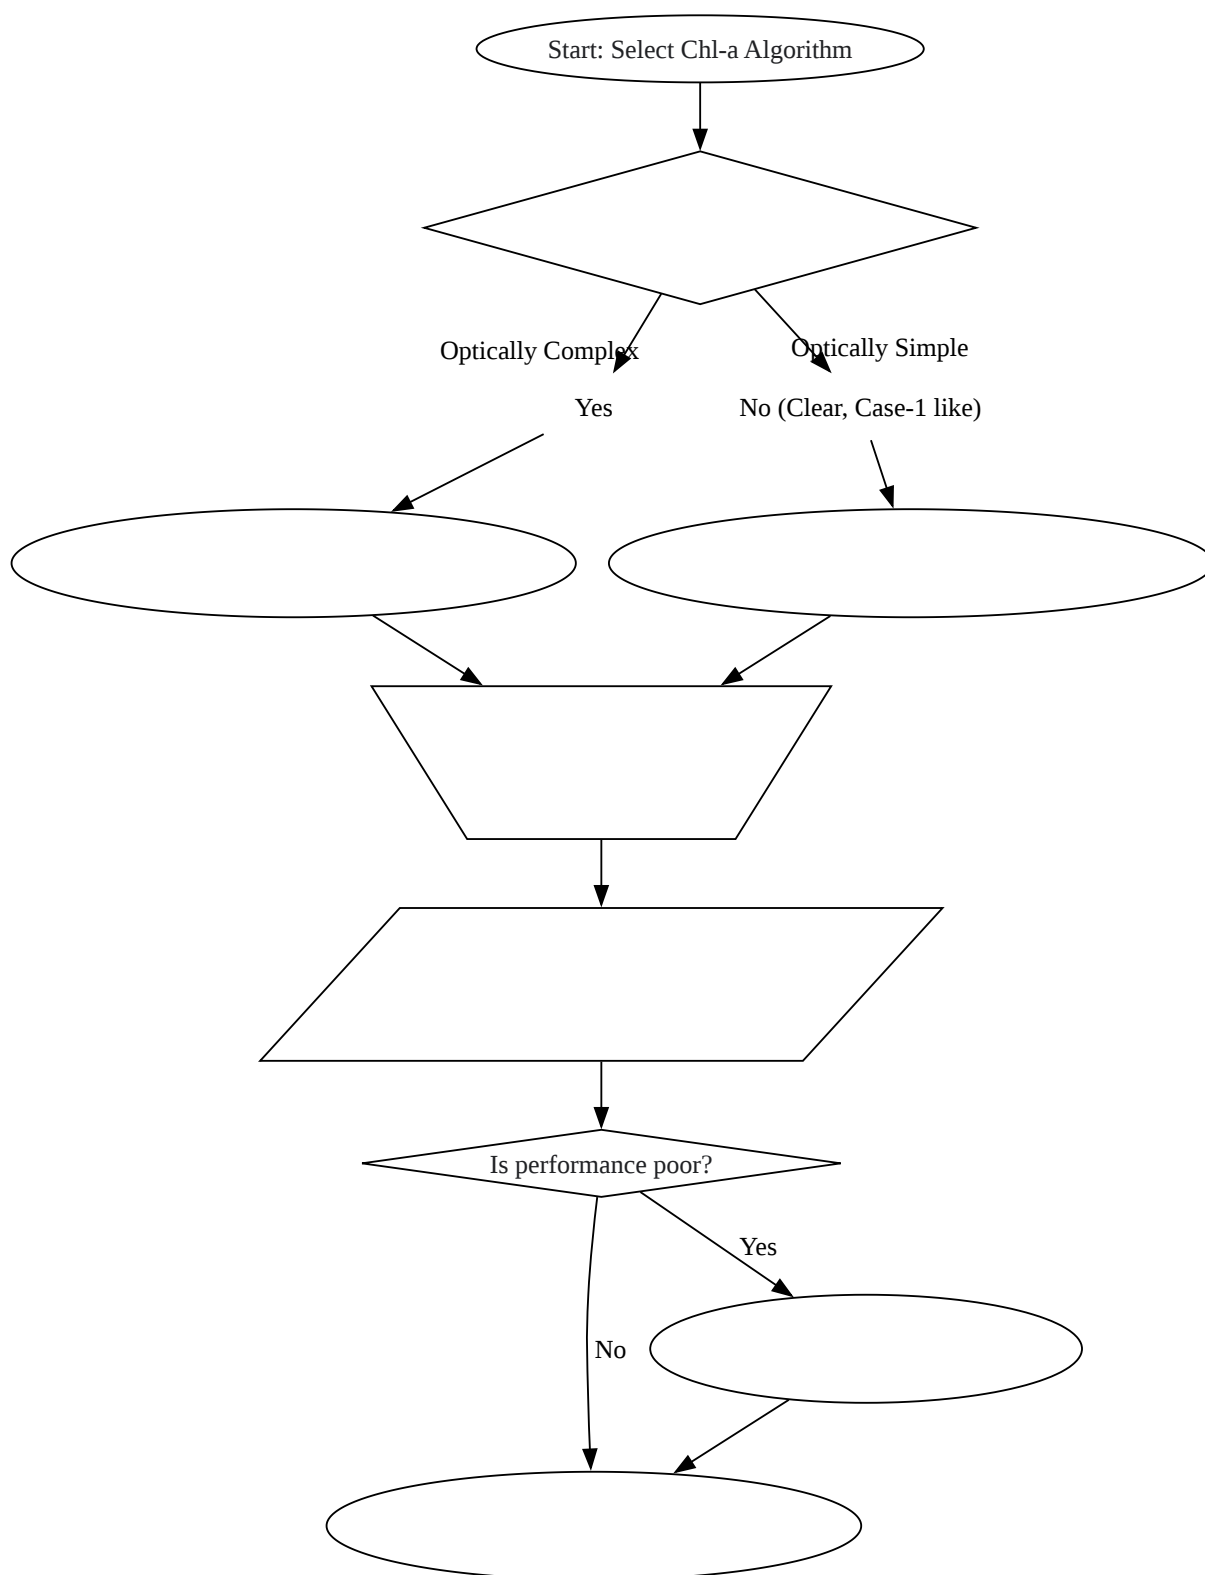 Start: Select Chl-a Algorithm
Optically Complex
Optically Simple
Yes
No (Clear, Case-1 like)
Is performance poor?
Yes
No